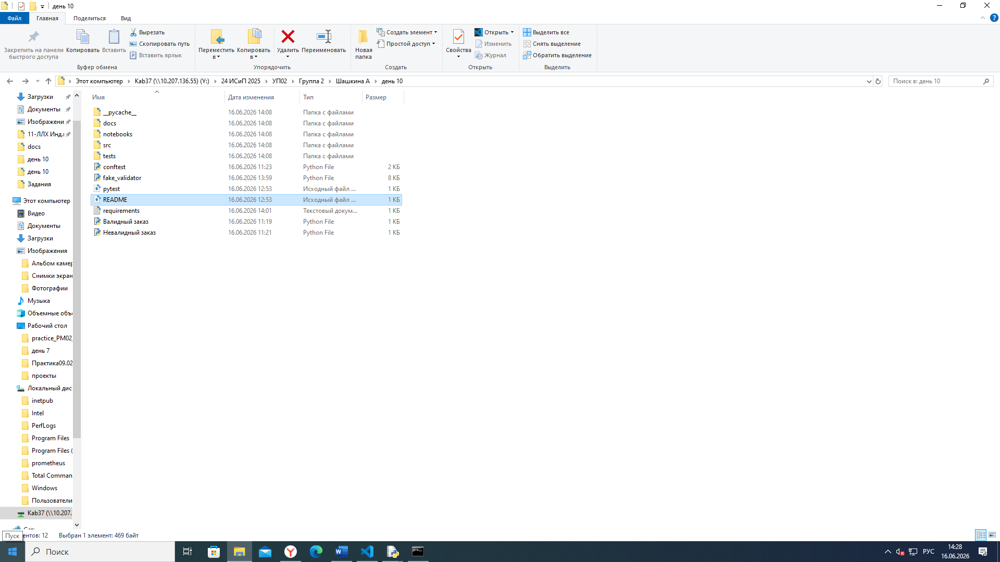 день 10
Файл
Главная
Поделиться
Вид
Закрепить на панели
быстрого доступа
Копировать
Вставить
Вырезать
Скопировать путь
Вставить ярлык
Буфер обмена
Переместить
в
Копировать
в
Удалить
Переименовать
Упорядочить
Новая
папка
Создать элемент
Простой доступ
Создать
Свойства
Открыть
Изменить
Журнал
Открыть
Выделить все
Снять выделение
Обратить выделение
Выделить
Этот компьютер
Kab37 (\\10.207.136.55) (Y:)
24 ИСиП 2025
УП02
Группа 2
Шашкина А
день 10
Поиск в: день 10
Загрузки
Документы
Изображени
11-ЛЛХ Инд.
docs
день 10
день 10
Задания
Этот компьютер
Видео
Документы
Загрузки
Изображения
Альбом камер
Снимки экран
Фотографии
Музыка
Объемные объ
Рабочий стол
practice_PM02_
день 7
Практика09.02
проекты
Локальный дис
inetpub
Intel
PerfLogs
Program Files
Program Files (
prometheus
Total Comman
Windows
Пользователи
Kab37 (\\10.207.
Имя Дата изменения Тип Размер
__pycache__ 16.06.2026 14:08 Папка с файлами
docs 16.06.2026 14:08 Папка с файлами
notebooks 16.06.2026 14:08 Папка с файлами
src 16.06.2026 14:08 Папка с файлами
tests 16.06.2026 14:08 Папка с файлами
conftest 16.06.2026 11:23 Python File 2 КБ
fake_validator 16.06.2026 13:59 Python File 8 КБ
pytest 16.06.2026 12:53 Исходный файл ... 1 КБ
README 16.06.2026 12:53 Исходный файл ... 1 КБ
requirements 16.06.2026 14:01 Текстовый докум... 1 КБ
Валидный заказ 16.06.2026 11:19 Python File 1 КБ
Невалидный заказ 16.06.2026 11:21 Python File 1 КБ
Пуск
ентов: 12
Выбран 1 элемент: 469 байт
Поиск
РУС
14:28
16.06.2026